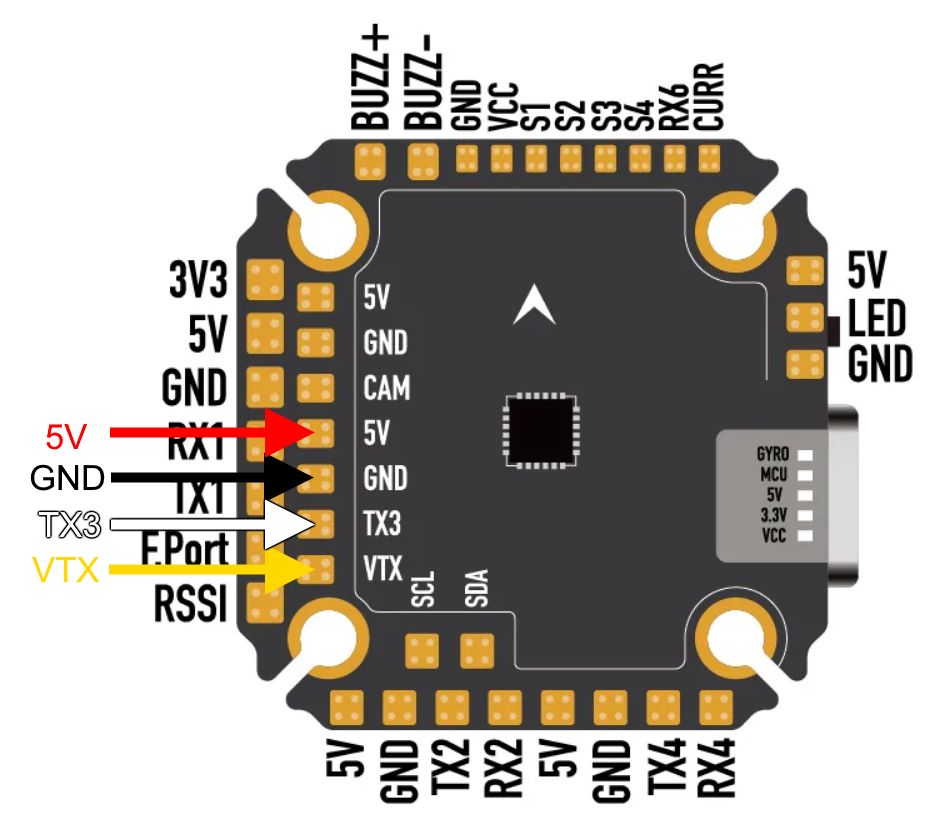 BUZZ+
BUZZ-
GND
VCC
S1
S2
S3
S4
RX6
CURR
3V3
5V
GND
RX1
TX1
F.Port
RSSI
5V
GND
TX3
VTX
5V
GND
CAM
5V
GND
TX3
VTX
SCL
SDA
5V
LED
GND
GYRO
MCU
5V
3.3V
VCC
5V
GND
TX2
RX2
5V
GND
TX4
RX4